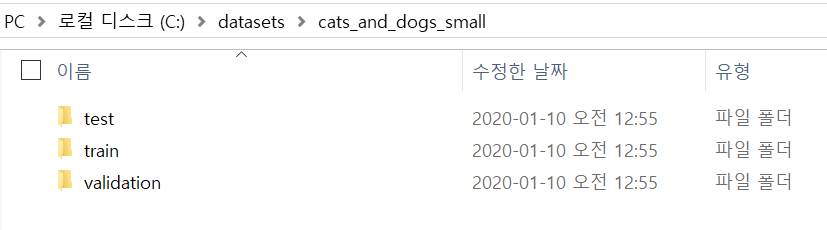 PC > 로컬 디스크 (C:) > datasets > cats_and_dogs_small
이름 수정한 날짜 유형
test 2020-01-10 오전 12:55 파일 폴더
train 2020-01-10 오전 12:55 파일 폴더
validation 2020-01-10 오전 12:55 파일 폴더